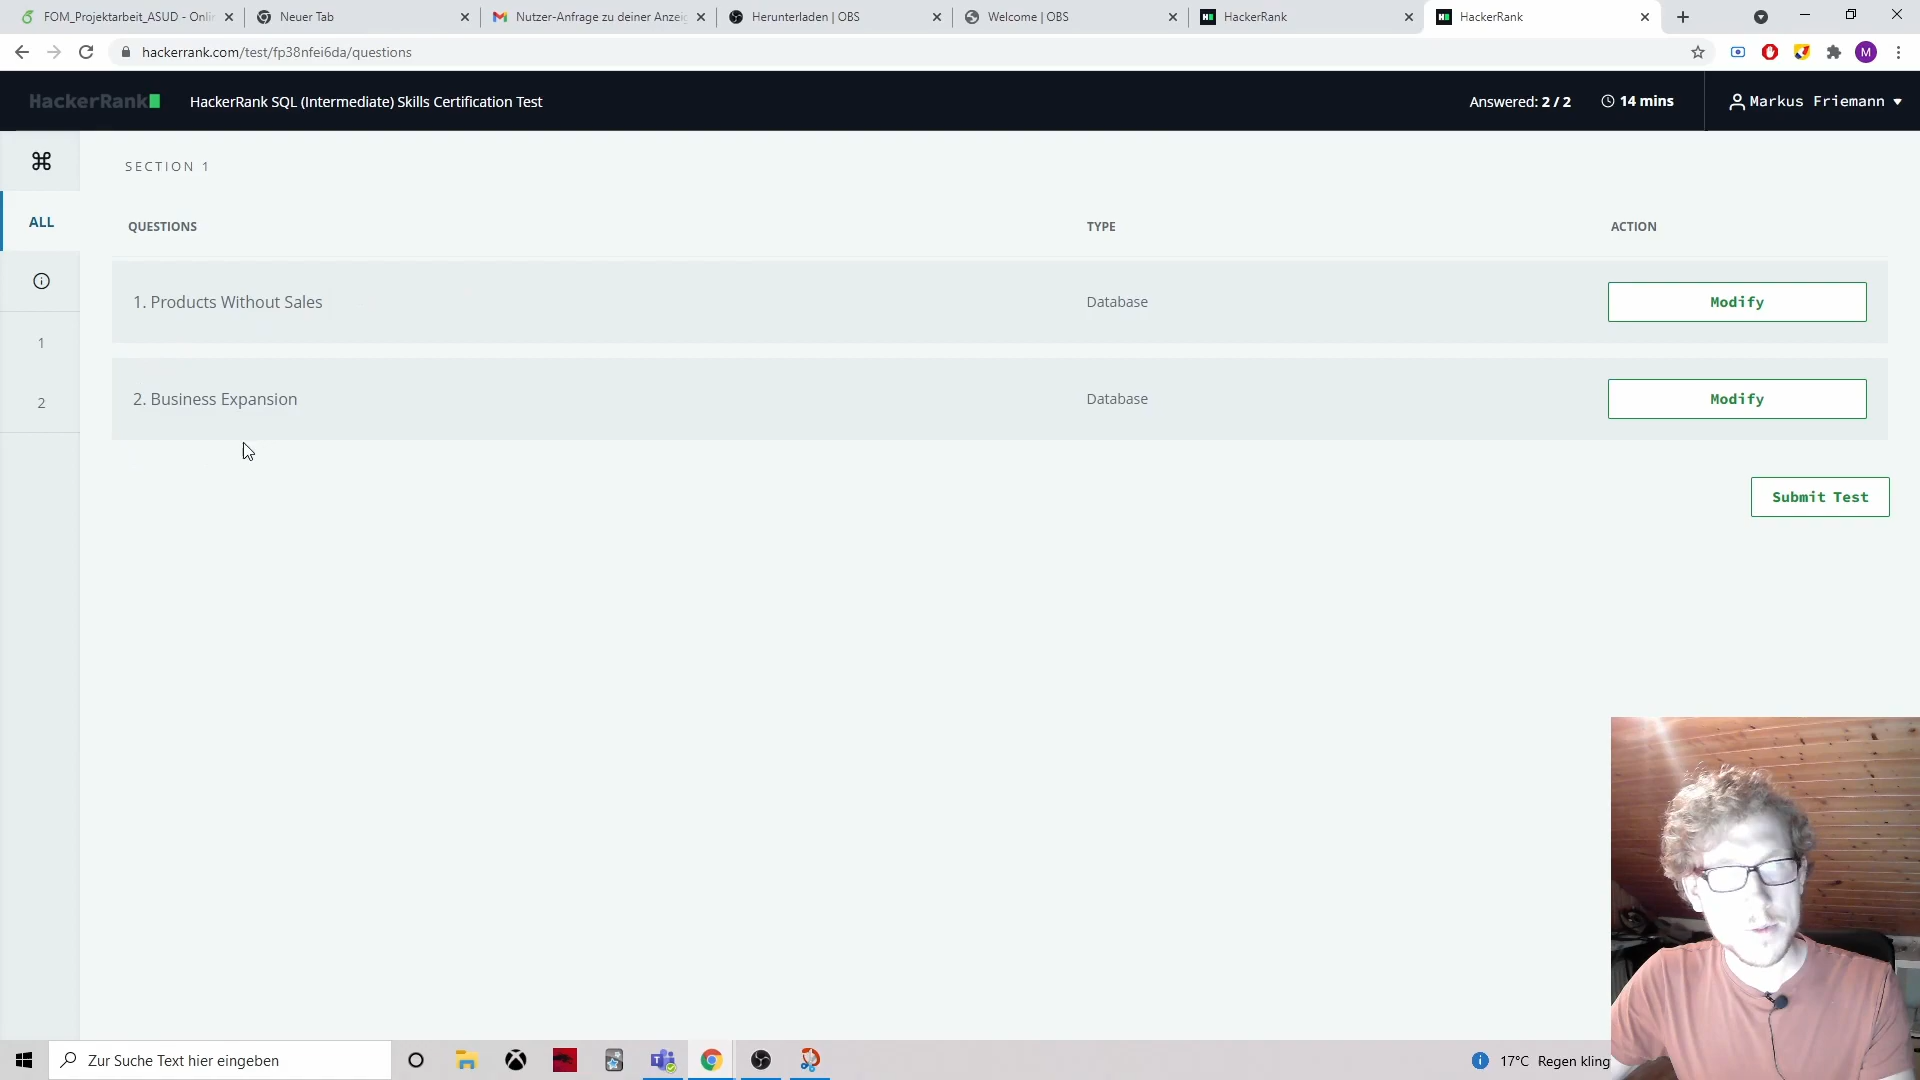 FOM_Projektarbeit_ASUD - Onli
Neuer Tab
Nutzer-Anfrage zu deiner Anzei
Herunterladen | OBS
Welcome | OBS
HackerRank
HackerRank
hackerrank.com/test/fp38nfei6da/questions
M
HackerRank
HackerRank SQL (Intermediate) Skills Certification Test
Answered: 2 / 2
14 mins
Markus Friemann
SECTION 1
ALL
QUESTIONS
TYPE
ACTION
1. Products Without Sales
Database
Modify
1
2. Business Expansion
Database
Modify
2
Submit Test
Zur Suche Text hier eingeben
17°C Regen kling